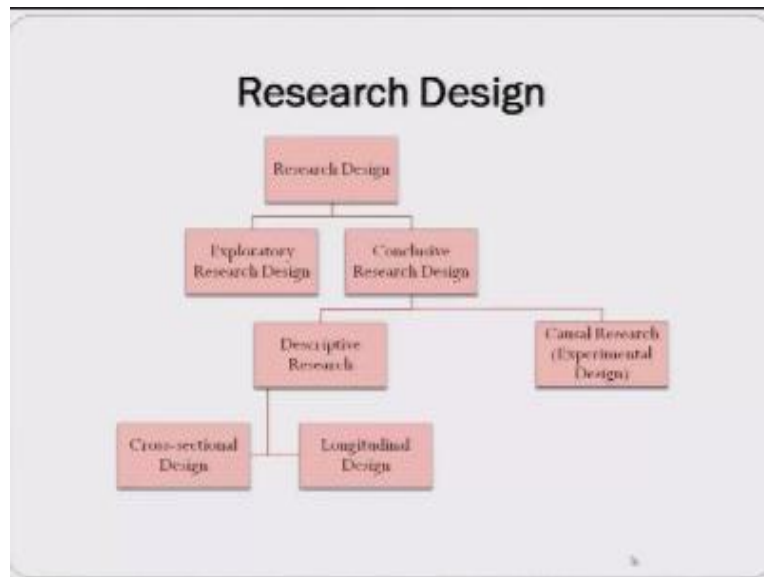 Research Design
Research Design
Exploratory
Research Design
Conclusive
Research Design
Descriptive
Research
Causal Research
(Experimental
Design)
Cross-sectional
Design
Longitudinal
Design